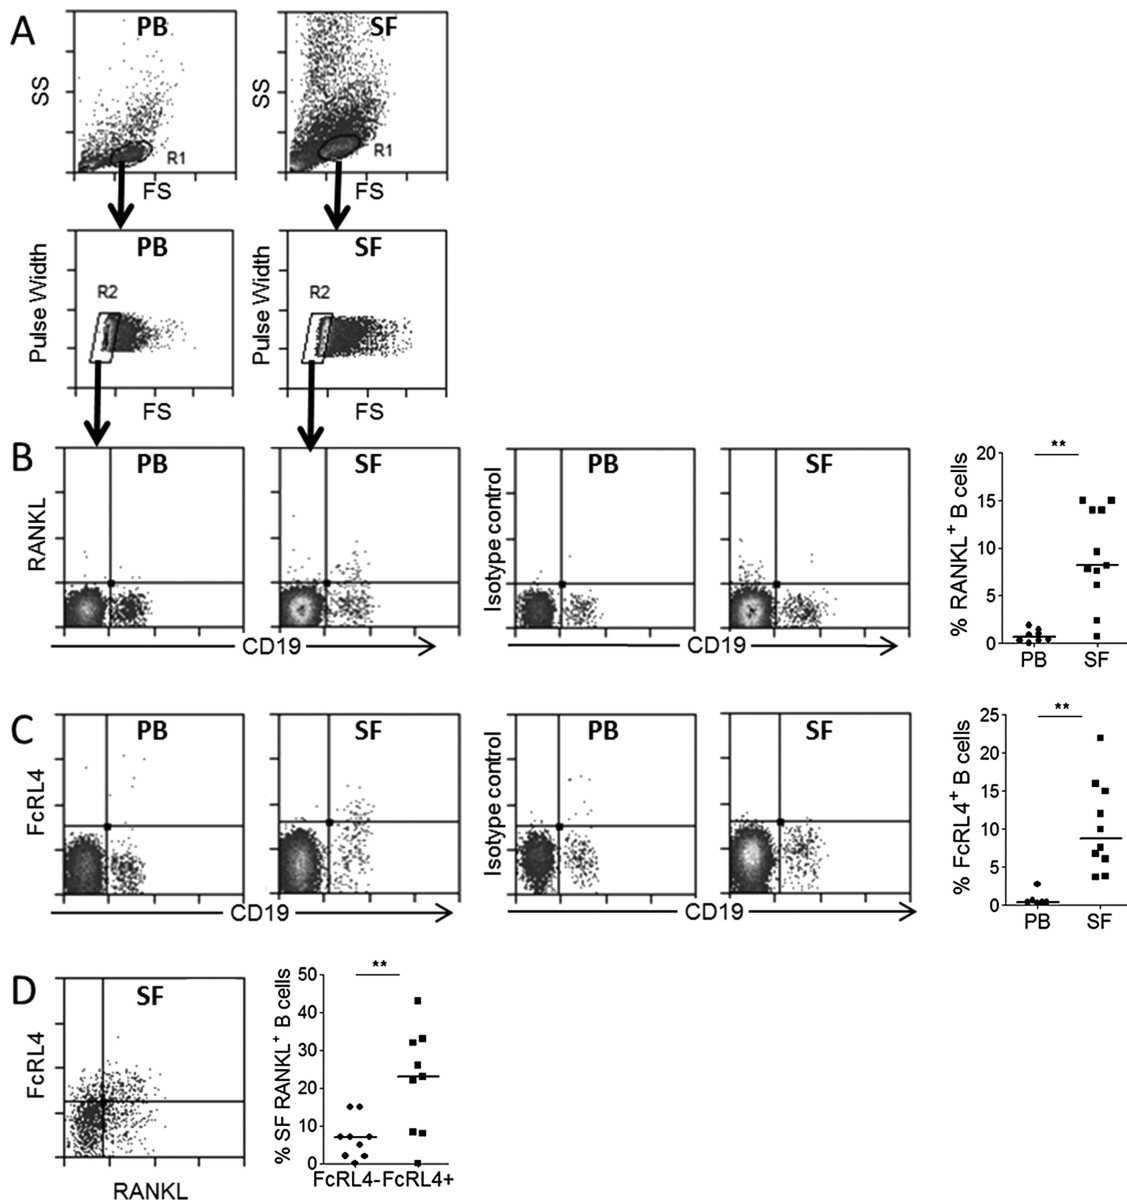 A
PB
SF
SS
SS
R1
R1
FS
FS
PB
SF
Pulse Width
Pulse Width
R2
R2
FS
FS
B
PB
SF
PB
SF
RANKL
Isotype control
CD19
CD19
% RANKL+ B cells
**
20
15
10
5
0
PB
SF
C
PB
SF
PB
SF
FcRL4
Isotype control
CD19
CD19
% FcRL4+ B cells
**
25
20
15
10
5
0
PB
SF
D
SF
FcRL4
RANKL
% SF RANKL+ B cells
**
50
40
30
20
10
0
FcRL4-FcRL4+